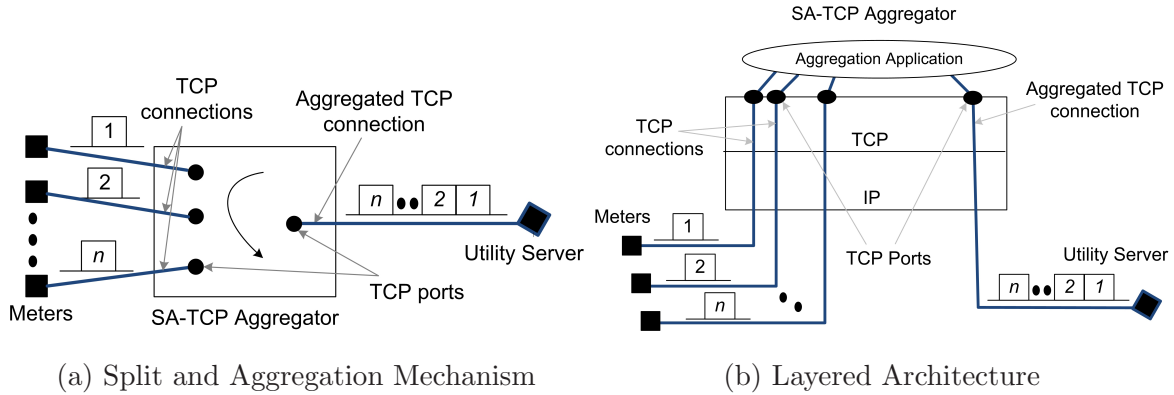 TCP
connections
Aggregated TCP
connection
1
2
n
n 2 1
Utility Server
TCP ports
Meters
SA-TCP Aggregator
(a) Split and Aggregation Mechanism
SA-TCP Aggregator
Aggregation Application
Aggregated TCP
connection
TCP
connections
TCP
IP
Meters
1
2
n
TCP Ports
Utility Server
n 2 1
(b) Layered Architecture